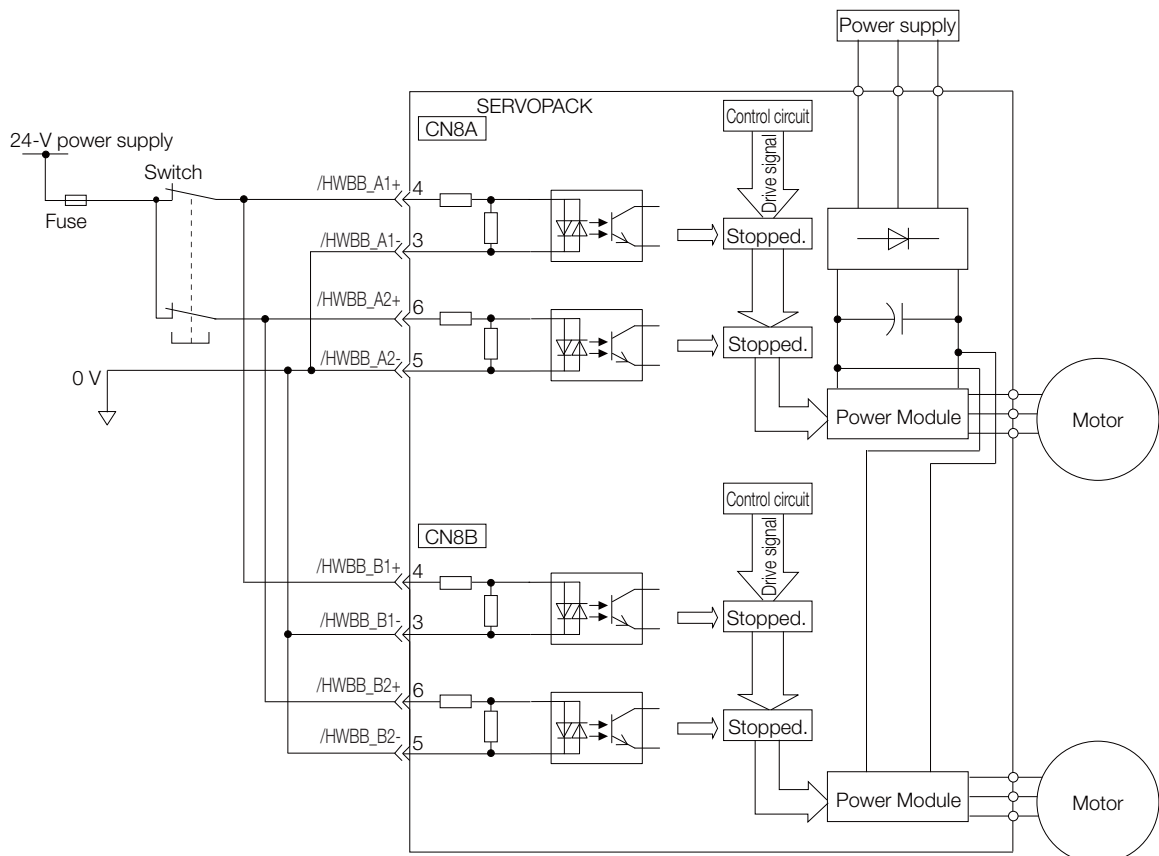 Power supply
SERVOPACK
CN8A
Control circuit
24-V power supply
Switch
Fuse
/HWBB_A1+
4
Drive signal
Stopped.
/HWBB_A1-
3
/HWBB_A2+
6
Stopped.
/HWBB_A2-
5
0 V
Power Module
Motor
Control circuit
CN8B
Drive signal
/HWBB_B1+
4
Stopped.
/HWBB_B1-
3
/HWBB_B2+
6
Stopped.
/HWBB_B2-
5
Power Module
Motor